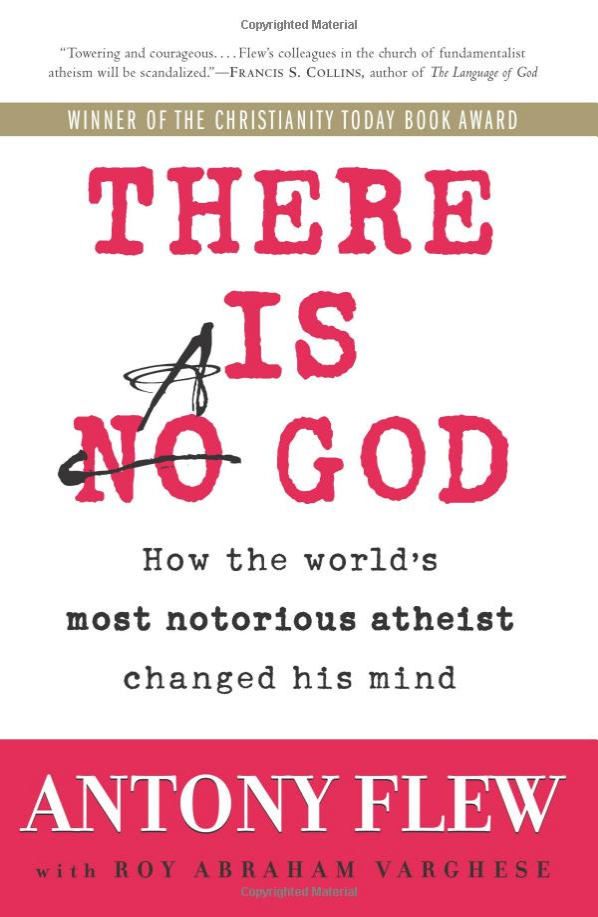 Copyrighted Material
“Towering and courageous. . . . Flew’s colleagues in the church of fundamentalist
atheism will be scandalized.”—FRANCIS S. COLLINS, author of The Language of God
WINNER OF THE CHRISTIANITY TODAY BOOK AWARD
THERE
IS
A
NO GOD
How the world’s
most notorious atheist
changed his mind
ANTONY FLEW
with ROY ABRAHAM VARGHESE
Copyrighted Material